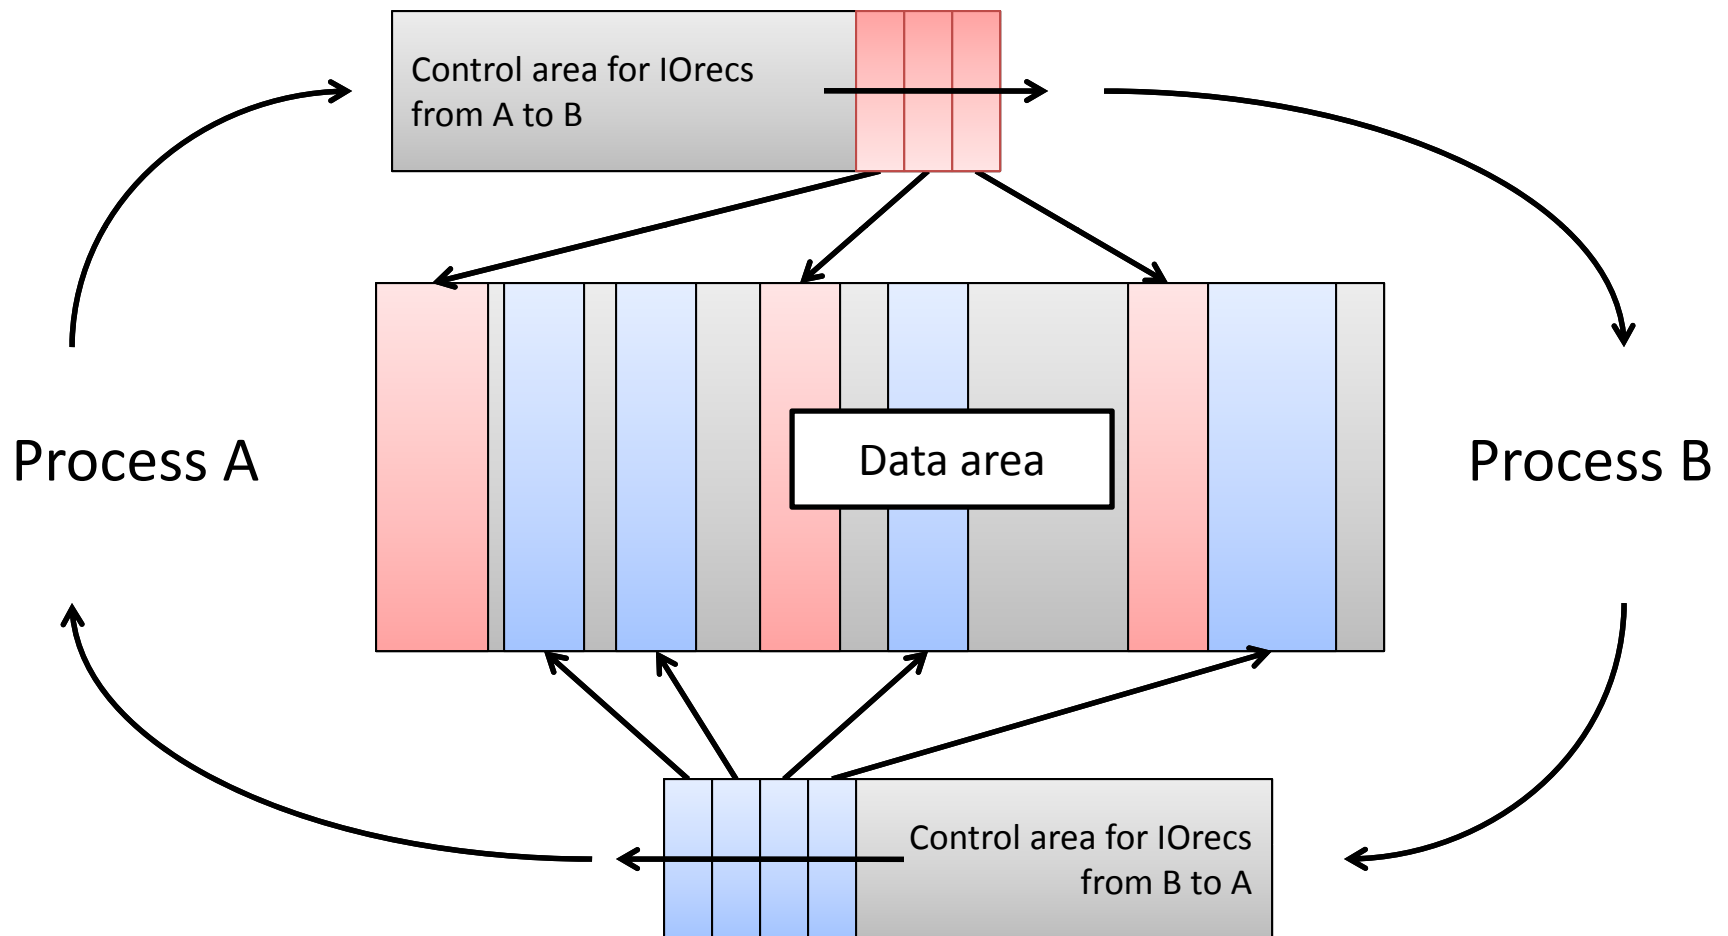 Control area for IOrecs
from A to B
Process A
Data area
Process B
Control area for IOrecs
from B to A